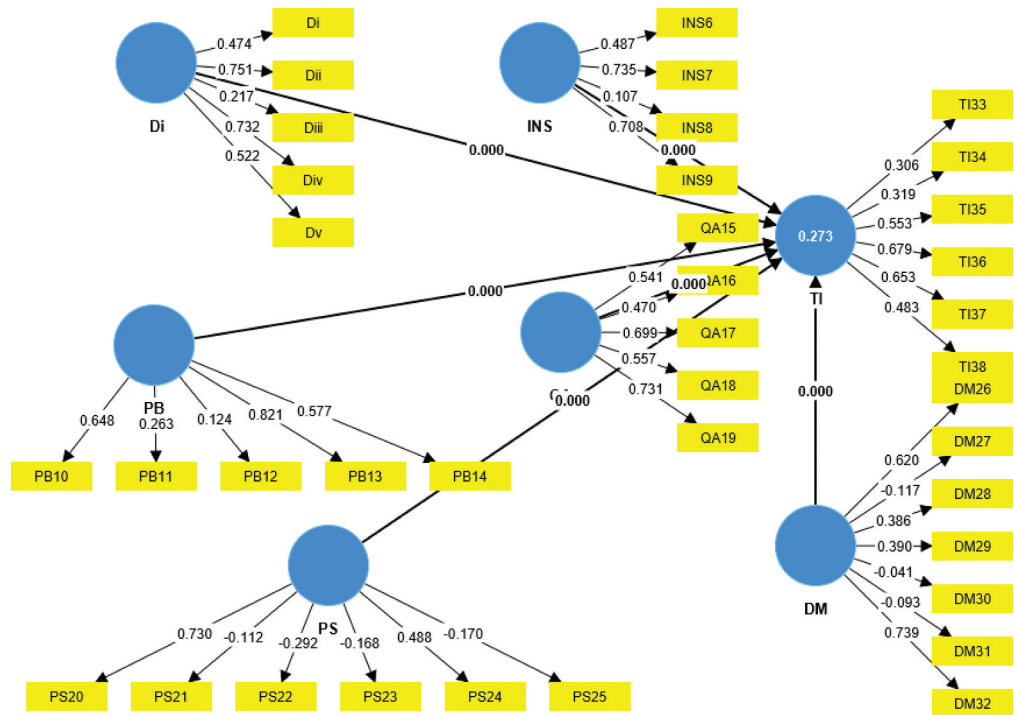 Di
0.474
0.751
0.217
0.732
0.522
Di
Dii
Diii
Div
Dv
INS
0.487
0.735
0.107
0.708
INS6
INS7
INS8
INS9
0.000
0.000
0.000
0.000
0.000
0.000
TI
0.273
0.306
0.319
0.553
0.679
0.653
0.483
TI33
TI34
TI35
TI36
TI37
TI38
0.541
0.470
0.699
0.557
0.731
QA15
QA16
QA17
QA18
QA19
PB
0.648
0.263
0.124
0.821
0.577
PB10
PB11
PB12
PB13
PB14
PS
0.730
-0.112
-0.292
-0.168
0.488
-0.170
PS20
PS21
PS22
PS23
PS24
PS25
DM
0.620
-0.117
0.386
0.390
-0.041
-0.093
0.739
DM26
DM27
DM28
DM29
DM30
DM31
DM32